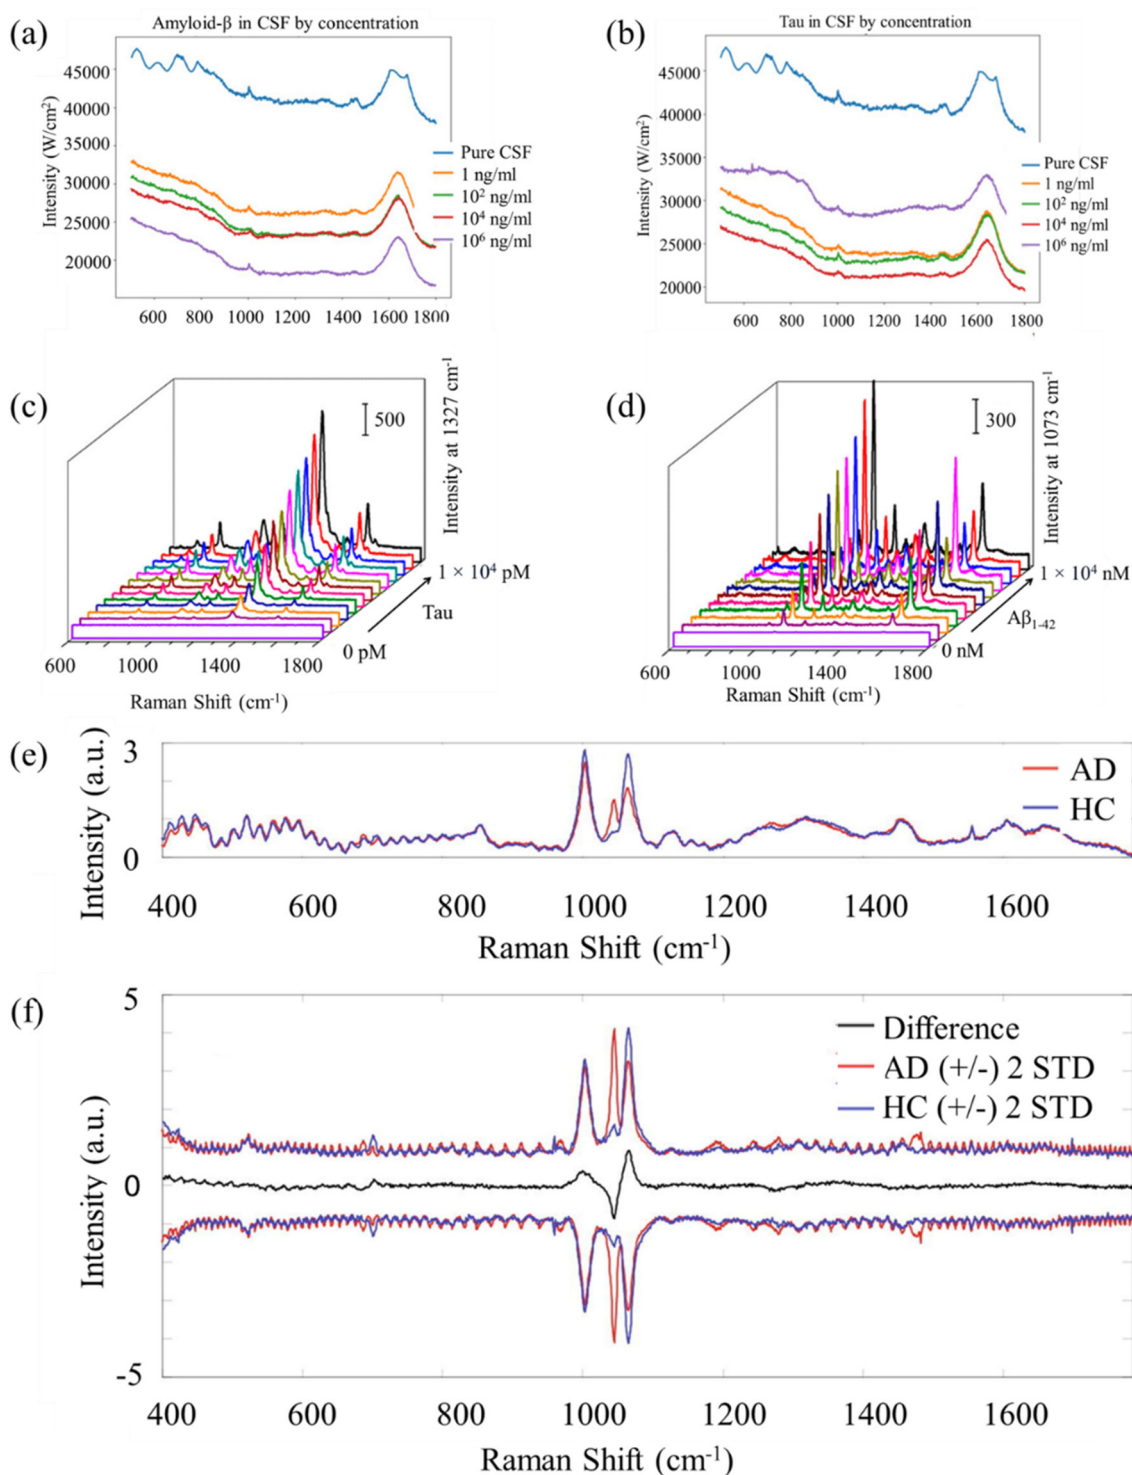 (a)
Amyloid-β in CSF by concentration
Intensity (W/cm²)
45000
40000
35000
30000
25000
20000
600 800 1000 1200 1400 1600 1800
Pure CSF
1 ng/ml
10² ng/ml
10⁴ ng/ml
10⁶ ng/ml
(b)
Tau in CSF by concentration
Intensity (W/cm²)
45000
40000
35000
30000
25000
20000
600 800 1000 1200 1400 1600 1800
Pure CSF
1 ng/ml
10² ng/ml
10⁴ ng/ml
10⁶ ng/ml
(c)
500
Intensity at 1327 cm⁻¹
1 × 10⁴ pM
Tau
0 pM
600 1000 1400 1800
Raman Shift (cm⁻¹)
(d)
300
Intensity at 1073 cm⁻¹
1 × 10⁴ nM
Aβ₁₋₄₂
0 nM
600 1000 1400 1800
Raman Shift (cm⁻¹)
(e)
Intensity (a.u.)
3
0
AD
HC
400 600 800 1000 1200 1400 1600
Raman Shift (cm⁻¹)
(f)
Intensity (a.u.)
5
0
-5
Difference
AD (+/-) 2 STD
HC (+/-) 2 STD
400 600 800 1000 1200 1400 1600
Raman Shift (cm⁻¹)